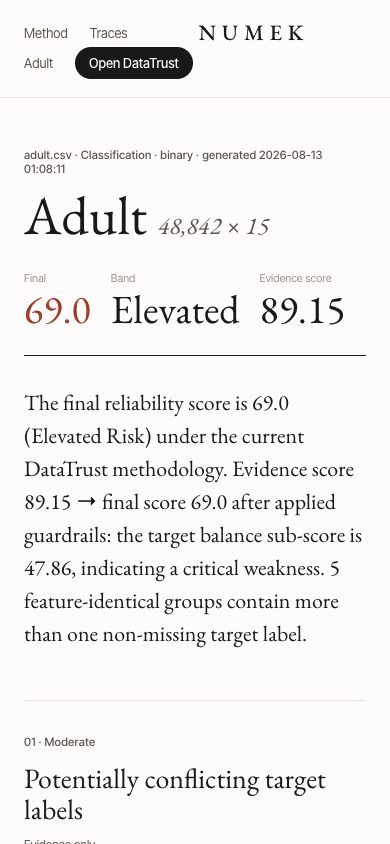 Method Traces
NUMEK
Adult Open DataTrust
adult.csv · Classification · binary · generated 2026-08-13
01:08:11
Adult 48,842 × 15
Final Band Evidence score
69.0 Elevated 89.15
The final reliability score is 69.0
(Elevated Risk) under the current
DataTrust methodology. Evidence score
89.15 → final score 69.0 after applied
guardrails: the target balance sub-score is
47.86, indicating a critical weakness. 5
feature-identical groups contain more
than one non-missing target label.
01 · Moderate
Potentially conflicting target
labels
Evidence only